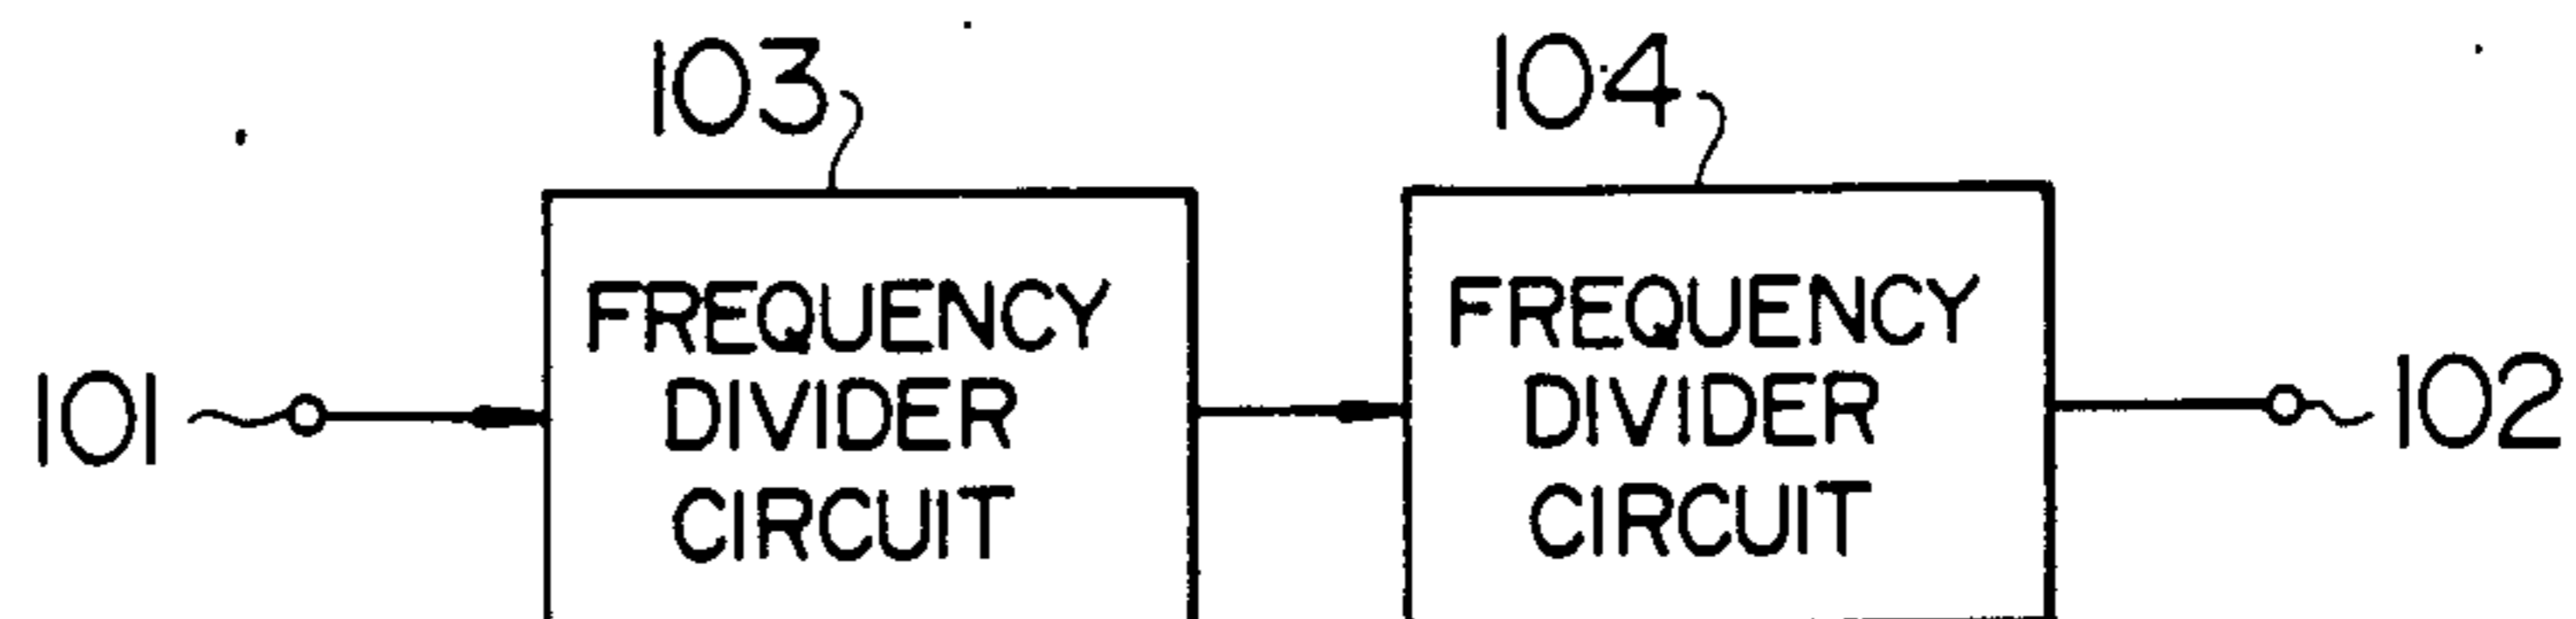 103
104
101
FREQUENCY
DIVIDER
CIRCUIT
FREQUENCY
DIVIDER
CIRCUIT
102